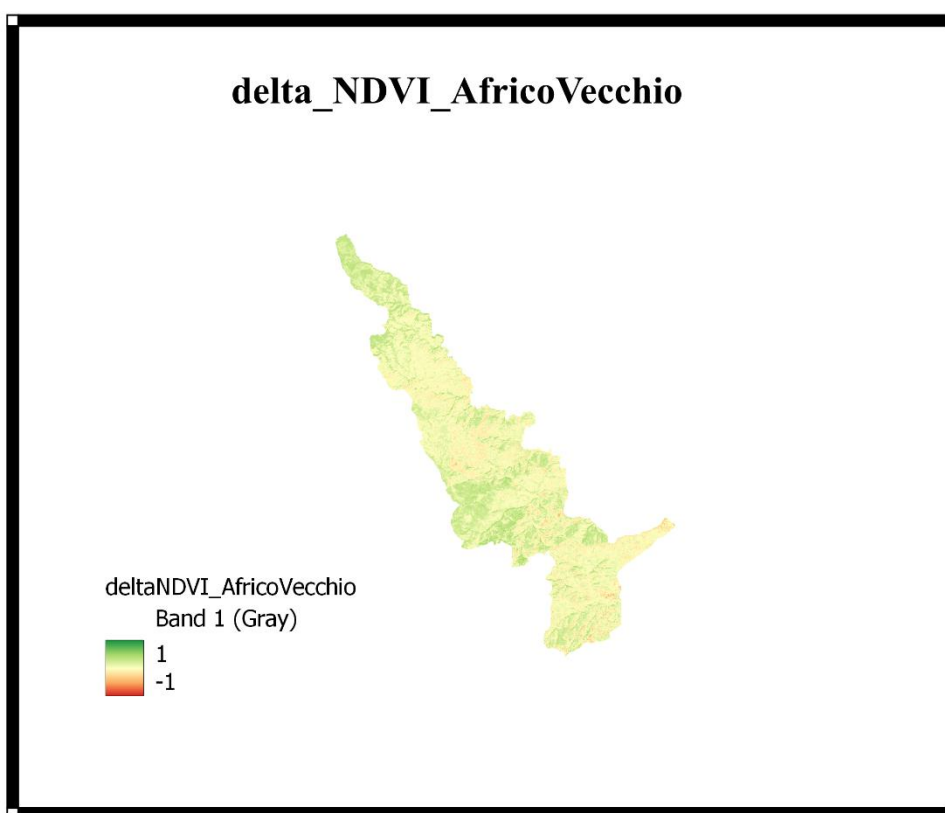 delta_NDVI_AfricoVecchio
deltaNDVI_AfricoVecchio
Band 1 (Gray)
1
-1